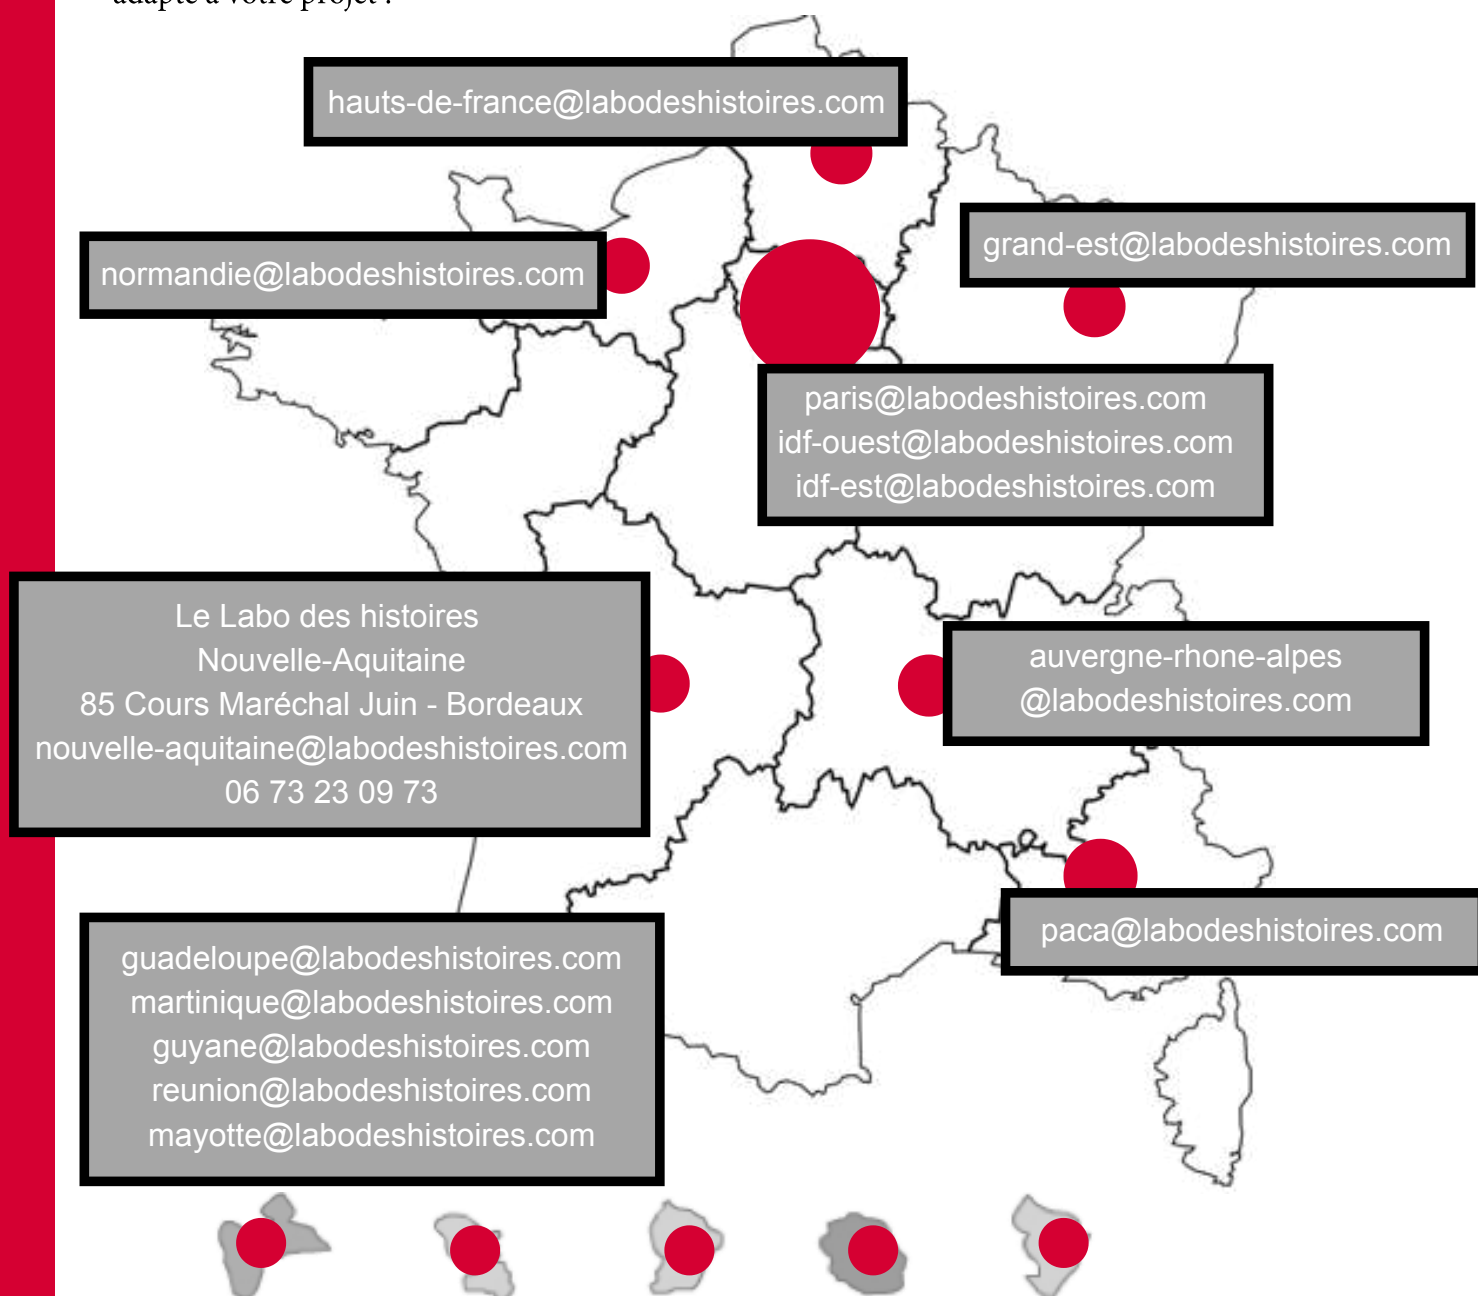 adapté à votre projet !
hauts-de-france@labodeshistoires.com
normandie@labodeshistoires.com
grand-est@labodeshistoires.com
paris@labodeshistoires.com
idf-ouest@labodeshistoires.com
idf-est@labodeshistoires.com
Le Labo des histoires
Nouvelle-Aquitaine
85 Cours Maréchal Juin - Bordeaux
nouvelle-aquitaine@labodeshistoires.com
06 73 23 09 73
auvergne-rhone-alpes
@labodeshistoires.com
paca@labodeshistoires.com
guadeloupe@labodeshistoires.com
martinique@labodeshistoires.com
guyane@labodeshistoires.com
reunion@labodeshistoires.com
mayotte@labodeshistoires.com